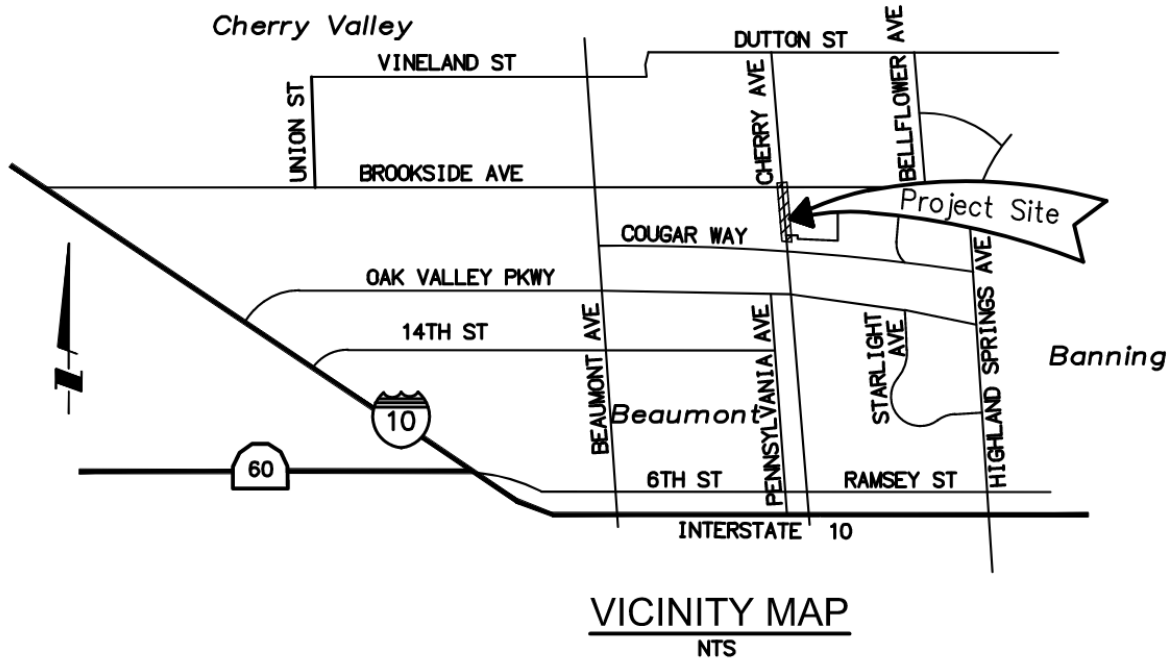 Cherry Valley
DUTTON ST
VINELAND ST
BELLFLOWER AVE
CHERRY AVE
UNION ST
BROOKSIDE AVE
Project Site
COUGAR WAY
OAK VALLEY PKWY
14TH ST
BEAUMONT AVE
PENNSYLVANIA AVE
STARLIGHT
AVE
HIGHLAND SPRINGS AVE
Banning
Beaumont
10
60
6TH ST
RAMSEY ST
INTERSTATE 10
N
VICINITY MAP
NTS